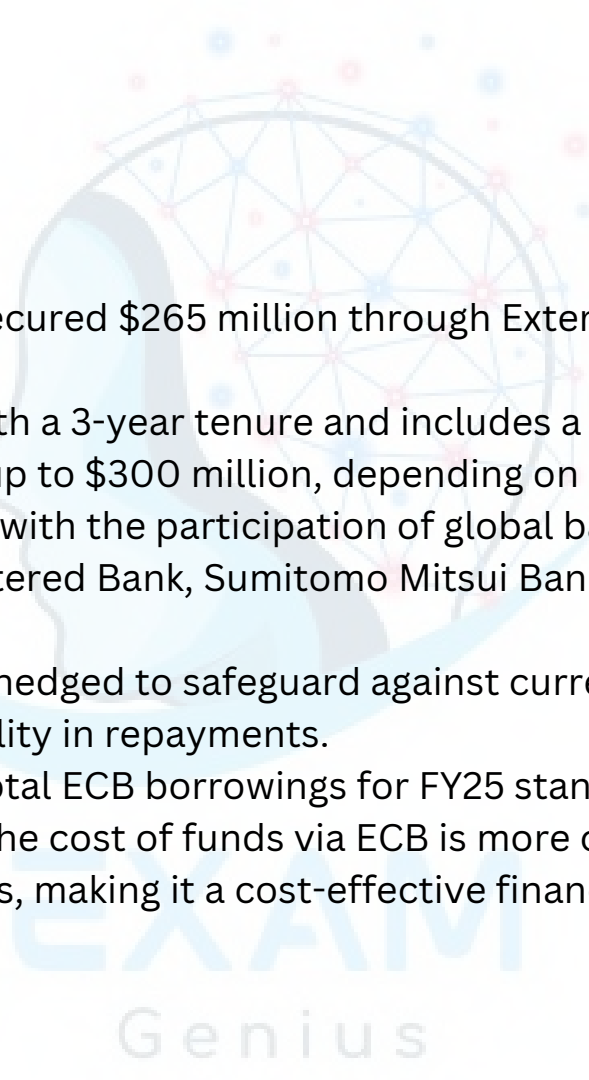 ecured $265 million through Exter
th a 3-year tenure and includes a
up to $300 million, depending on
with the participation of global ba
tered Bank, Sumitomo Mitsui Ban
hedged to safeguard against curre
lity in repayments.
otal ECB borrowings for FY25 stan
he cost of funds via ECB is more c
s, making it a cost-effective finan
EXAM
Genius